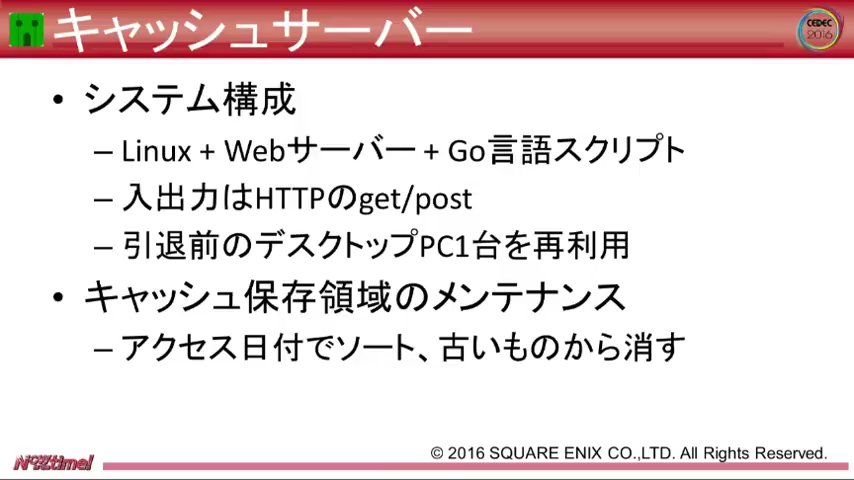 キャッシュサーバー
CEDEC
2016
• システム構成
– Linux + Webサーバー + Go言語スクリプト
– 入出力はHTTPのget/post
– 引退前のデスクトップPC1台を再利用
• キャッシュ保存領域のメンテナンス
– アクセス日付でソート、古いものから消す
© 2016 SQUARE ENIX CO.,LTD. All Rights Reserved.